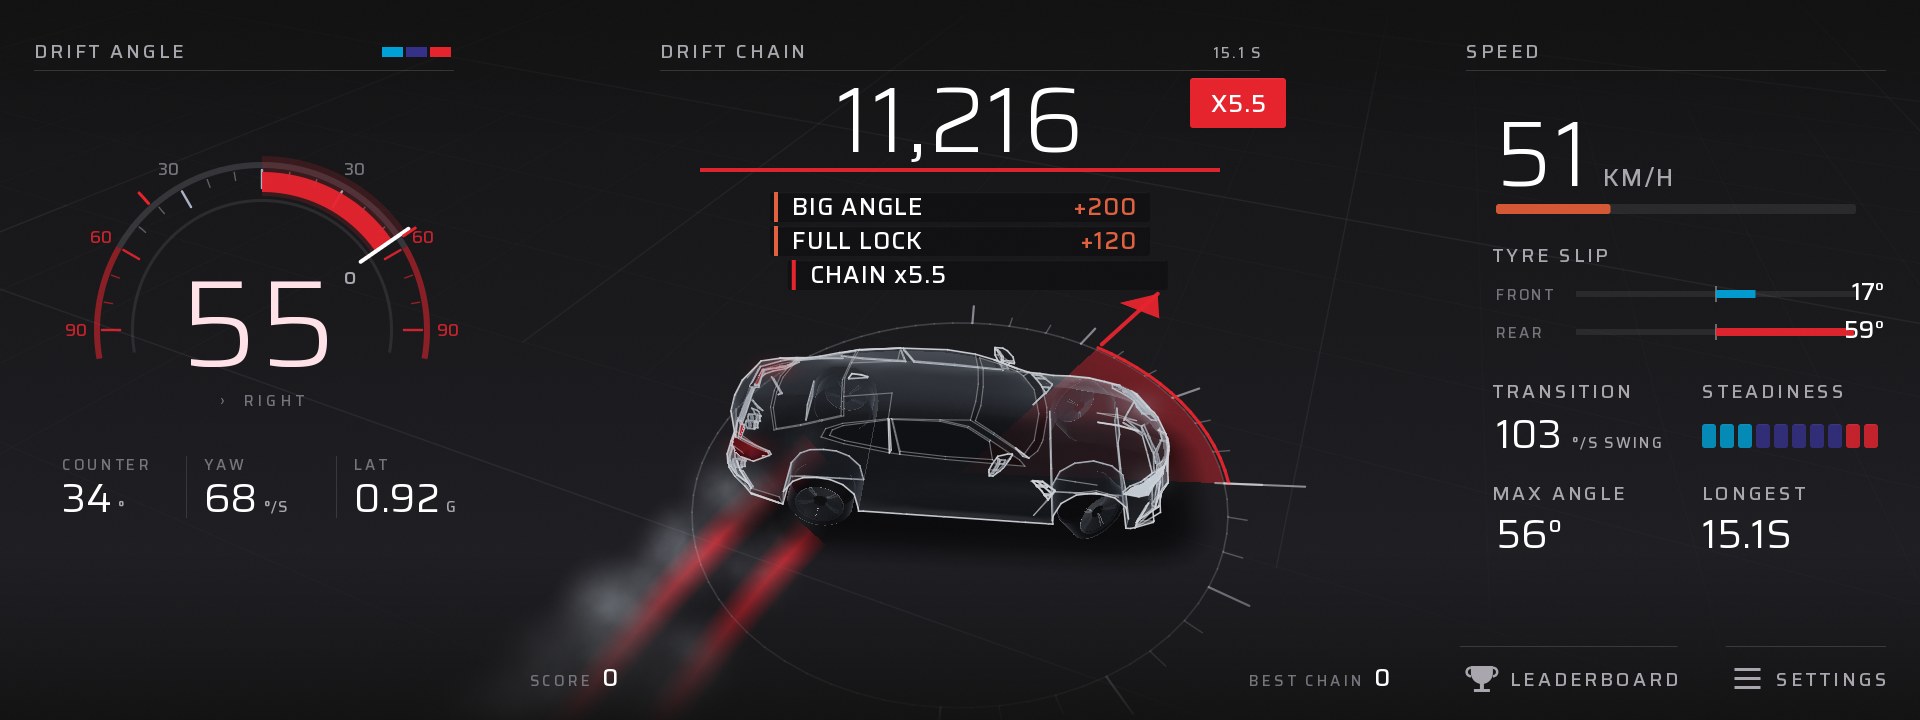 DRIFT ANGLE
30
30
60
60
90
90
55°
› RIGHT
COUNTER
34 °
YAW
68 °/S
LAT
0.92 G
DRIFT CHAIN
15.1 S
11,216
X5.5
BIG ANGLE +200
FULL LOCK +120
CHAIN x5.5
SCORE 0
BEST CHAIN 0
SPEED
51 KM/H
TYRE SLIP
FRONT 17°
REAR 59°
TRANSITION
103 °/S SWING
STEADINESS
MAX ANGLE
56°
LONGEST
15.1S
LEADERBOARD
SETTINGS